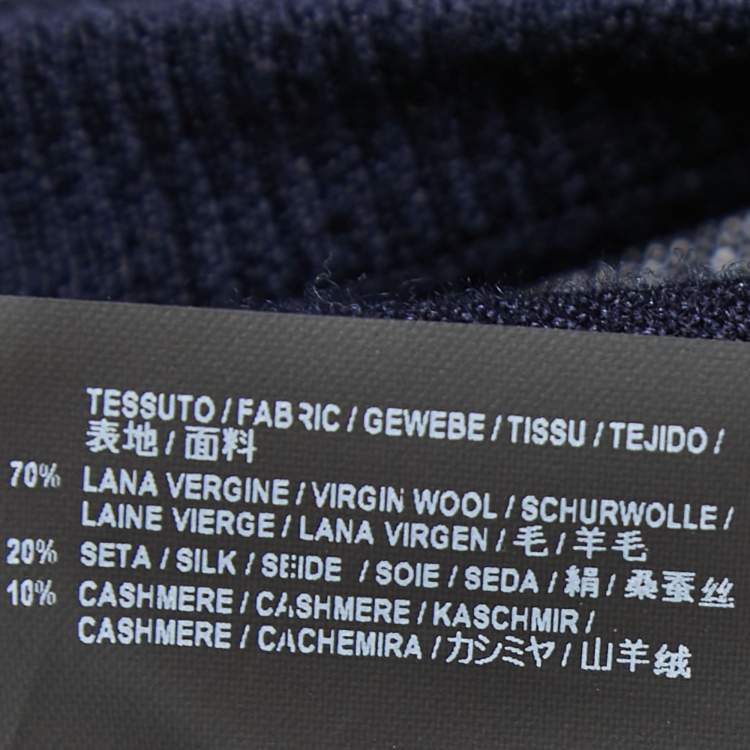 TESSUTO / FABRIC / GEWEBE / TISSU / TEJIDO /
表地 / 面料
70% LANA VERGINE / VIRGIN WOOL / SCHURWOLLE /
LAINE VIERGE / LANA VIRGEN / 毛 / 羊毛
20% SETA / SILK / SEIDE / SOIE / SEDA / 絹 / 桑蚕丝
10% CASHMERE / CASHMERE / KASCHMIR /
CASHMERE / CACHEMIRA / カシミヤ / 山羊绒